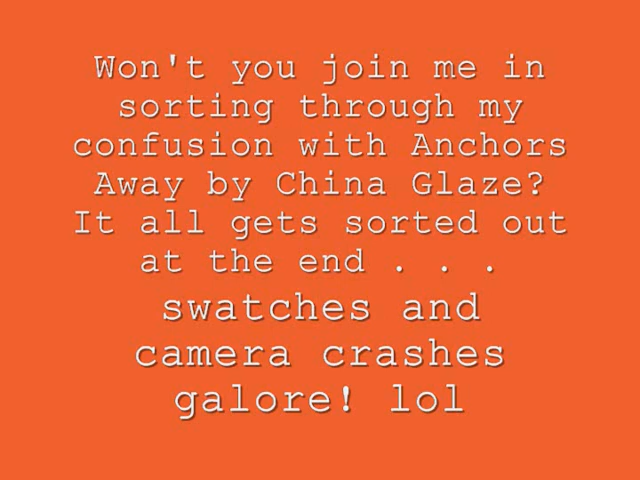 Won't you join me in
sorting through my
confusion with Anchors
Away by China Glaze?
It all gets sorted out
at the end . . .
swatches and
camera crashes
galore! lol